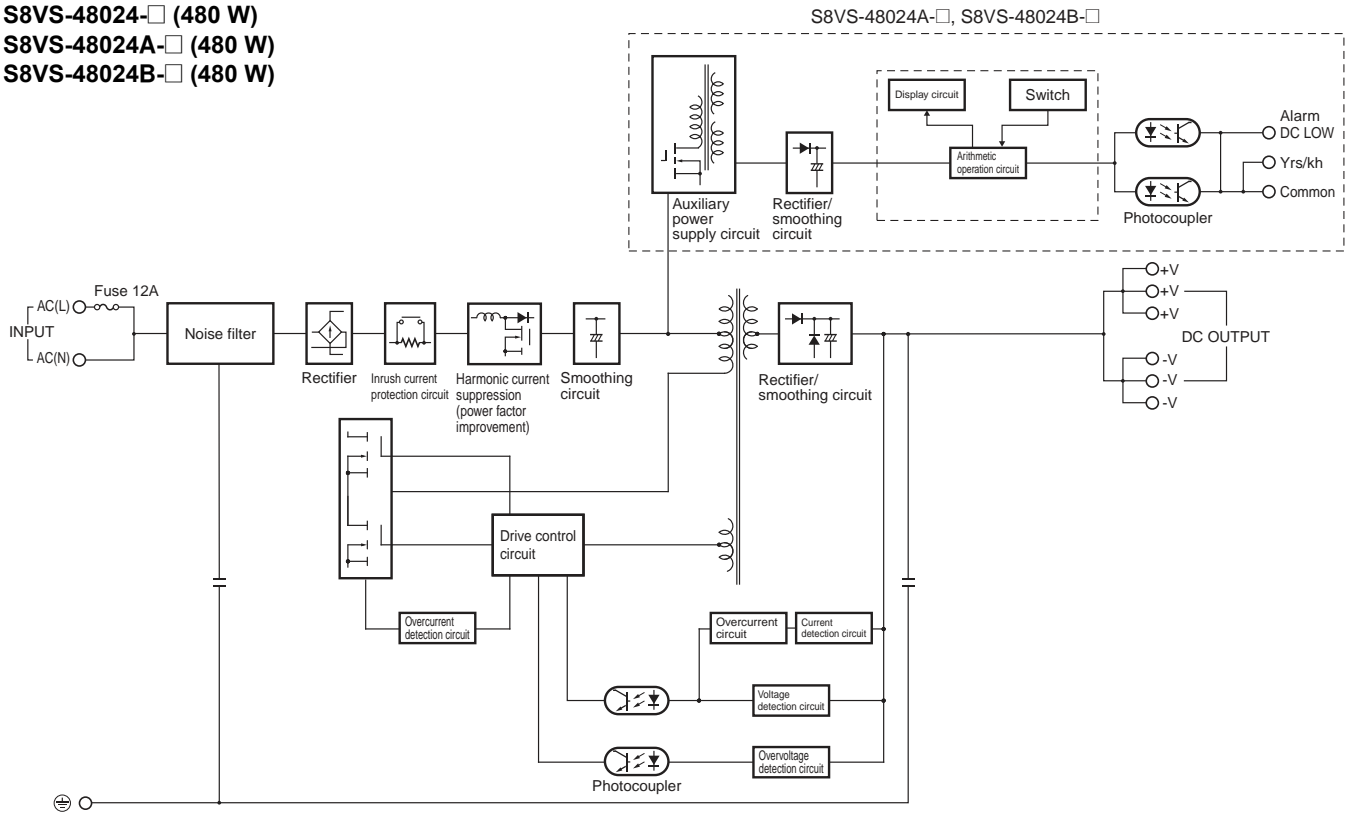 S8VS-48024-□ (480 W)
S8VS-48024A-□ (480 W)
S8VS-48024B-□ (480 W)
S8VS-48024A-□, S8VS-48024B-□
Display circuit
Switch
Arithmetic
operation circuit
Alarm
DC LOW
Yrs/kh
Common
Photocoupler
Auxiliary
power
supply circuit
Rectifier/
smoothing
circuit
INPUT
AC(L)
Fuse 12A
AC(N)
Noise filter
Rectifier
Inrush current
protection circuit
Harmonic current
suppression
(power factor
improvement)
Smoothing
circuit
Rectifier/
smoothing circuit
+V
+V
+V
DC OUTPUT
-V
-V
-V
Drive control
circuit
Overcurrent
detection circuit
Overcurrent
circuit
Current
detection circuit
Voltage
detection circuit
Overvoltage
detection circuit
Photocoupler